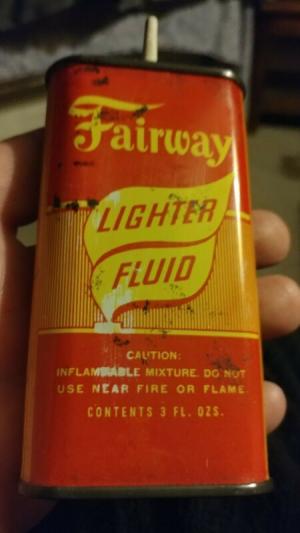 Fairway
LIGHTER
FLUID
CAUTION:
INFLAMMABLE MIXTURE. DO NOT
USE NEAR FIRE OR FLAME.
CONTENTS 3 FL. OZS.